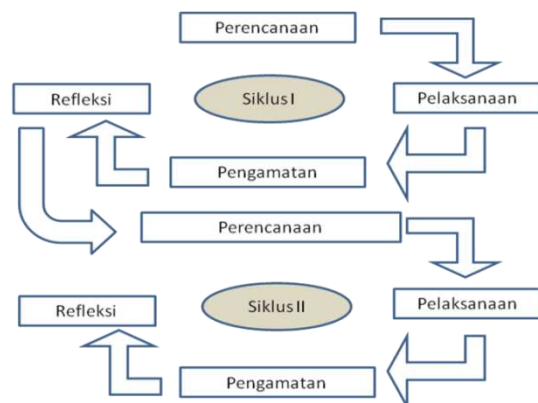 Perencanaan
Refleksi
Siklus I
Pelaksanaan
Pengamatan
Perencanaan
Refleksi
Siklus II
Pelaksanaan
Pengamatan